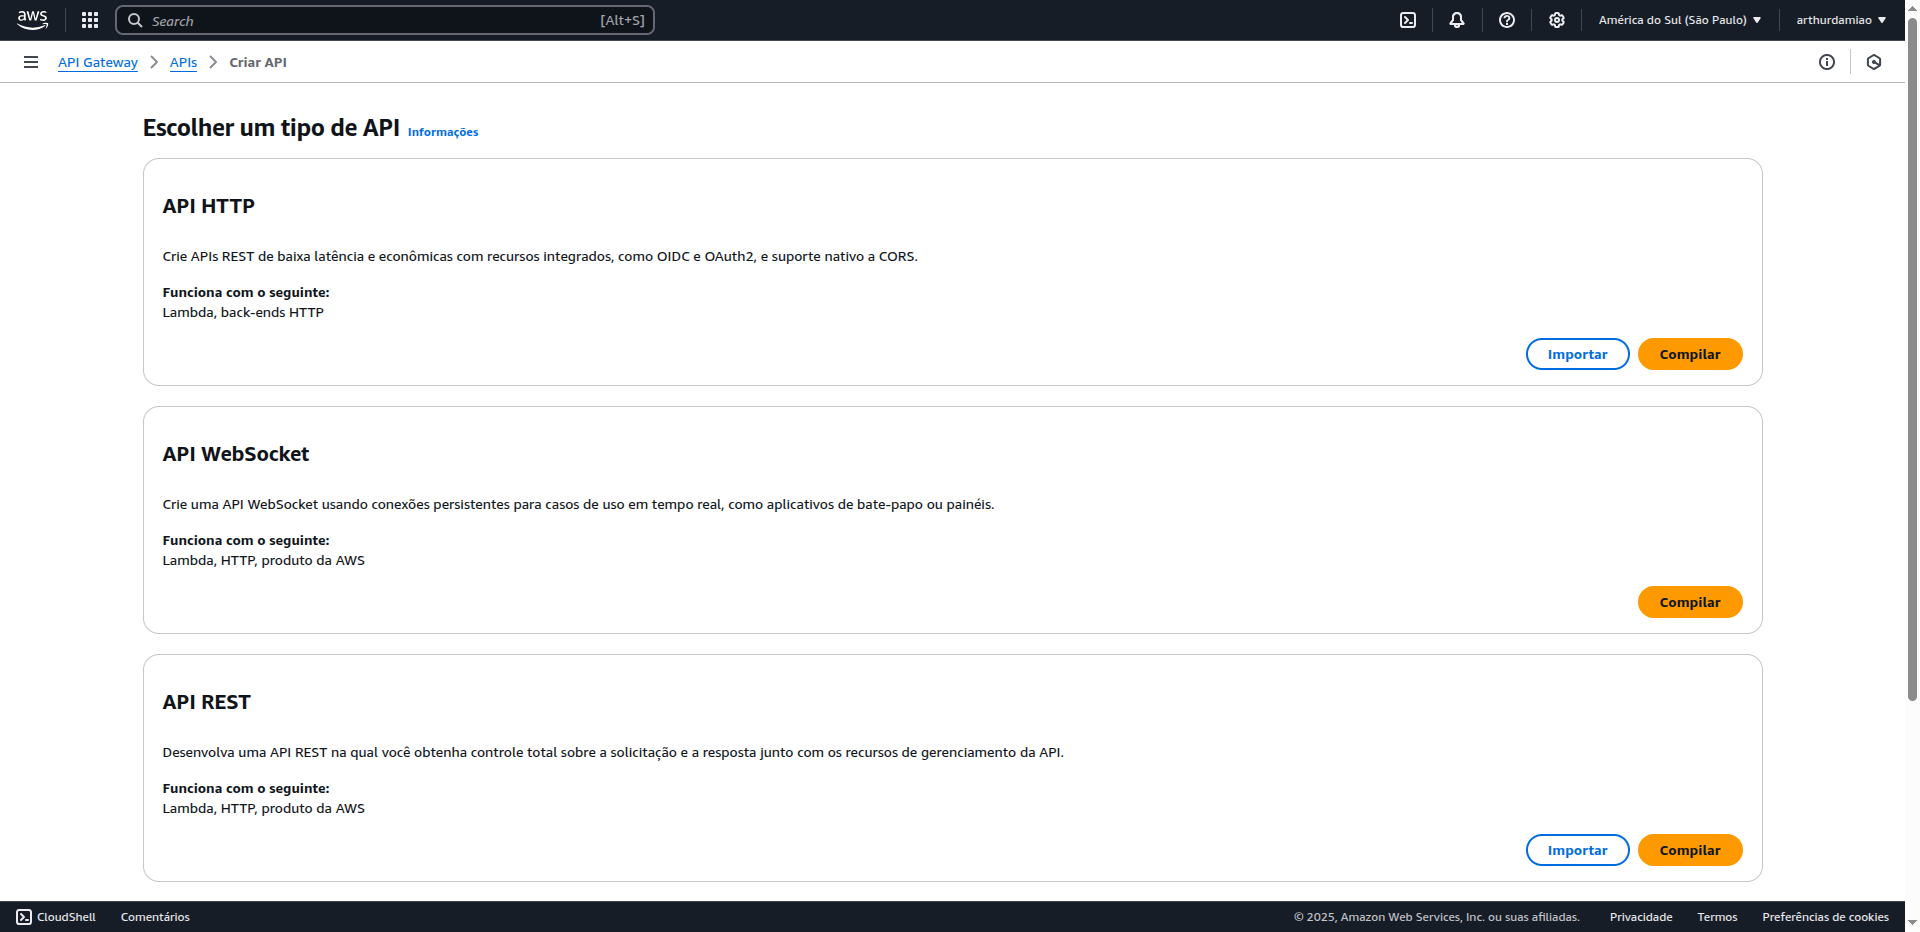 aws
Search [Alt+S]
América do Sul (São Paulo) arthurdamiao
API Gateway APIs Criar API
Escolher um tipo de API Informações
API HTTP
Crie APIs REST de baixa latência e econômicas com recursos integrados, como OIDC e OAuth2, e suporte nativo a CORS.
Funciona com o seguinte:
Lambda, back-ends HTTP
Importar Compilar
API WebSocket
Crie uma API WebSocket usando conexões persistentes para casos de uso em tempo real, como aplicativos de bate-papo ou painéis.
Funciona com o seguinte:
Lambda, HTTP, produto da AWS
Compilar
API REST
Desenvolva uma API REST na qual você obtenha controle total sobre a solicitação e a resposta junto com os recursos de gerenciamento da API.
Funciona com o seguinte:
Lambda, HTTP, produto da AWS
Importar Compilar
CloudShell Comentários © 2025, Amazon Web Services, Inc. ou suas afiliadas. Privacidade Termos Preferências de cookies